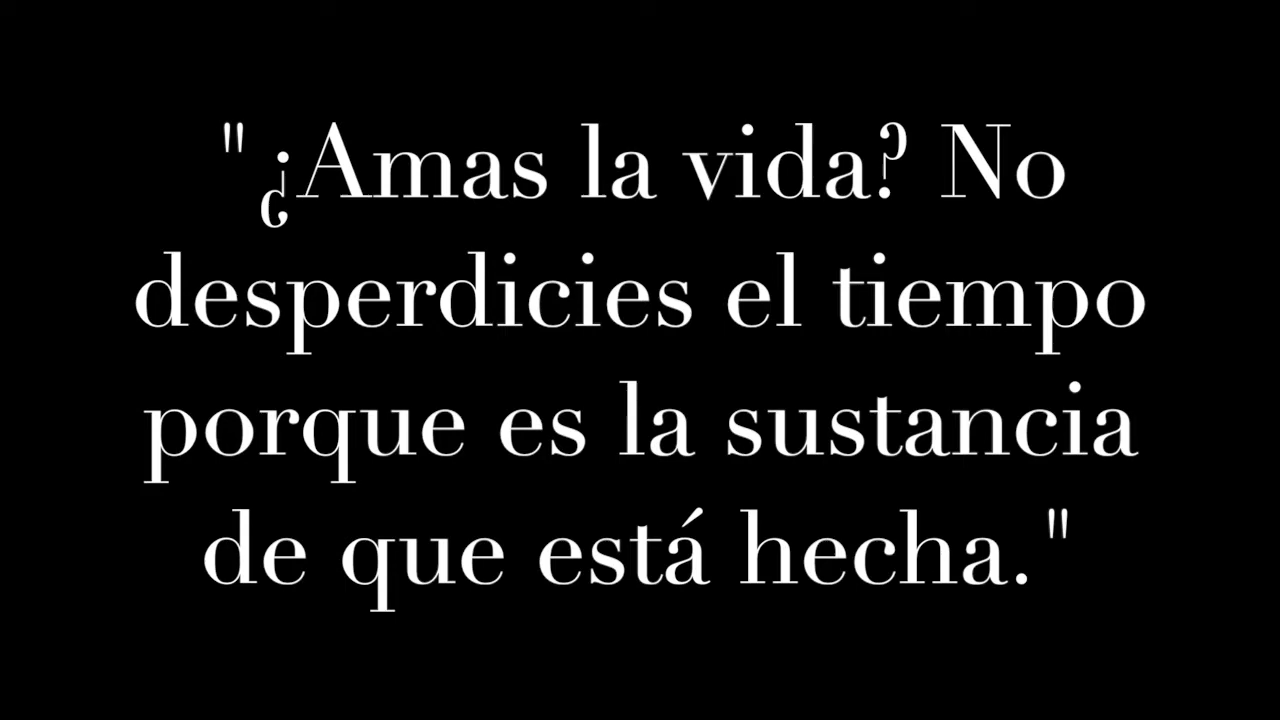 "¿Amas la vida? No
desperdicies el tiempo
porque es la sustancia
de que está hecha."